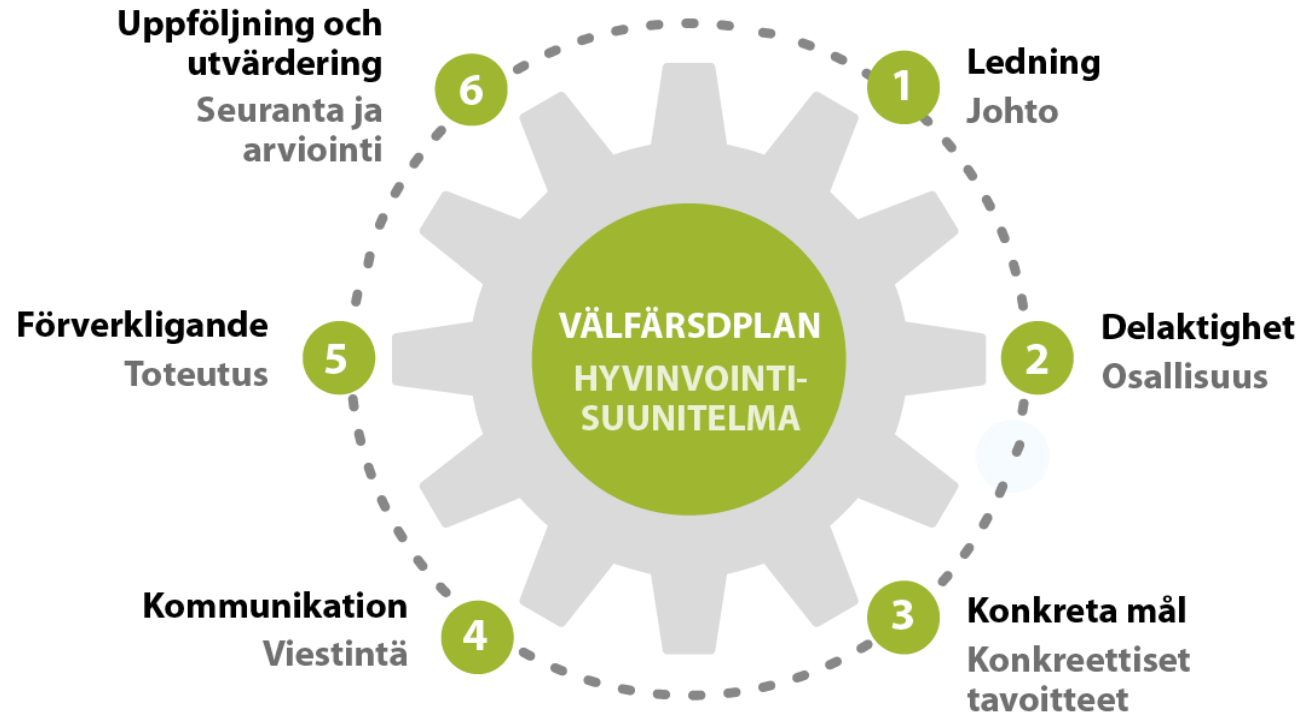 VÄLFÄRSDPLAN
HYVINVOINTI-
SUUNITELMA
1
Ledning
Johto
2
Delaktighet
Osallisuus
3
Konkreta mål
Konkreettiset
tavoitteet
4
Kommunikation
Viestintä
5
Förverkligande
Toteutus
6
Uppföljning och
utvärdering
Seuranta ja
arviointi